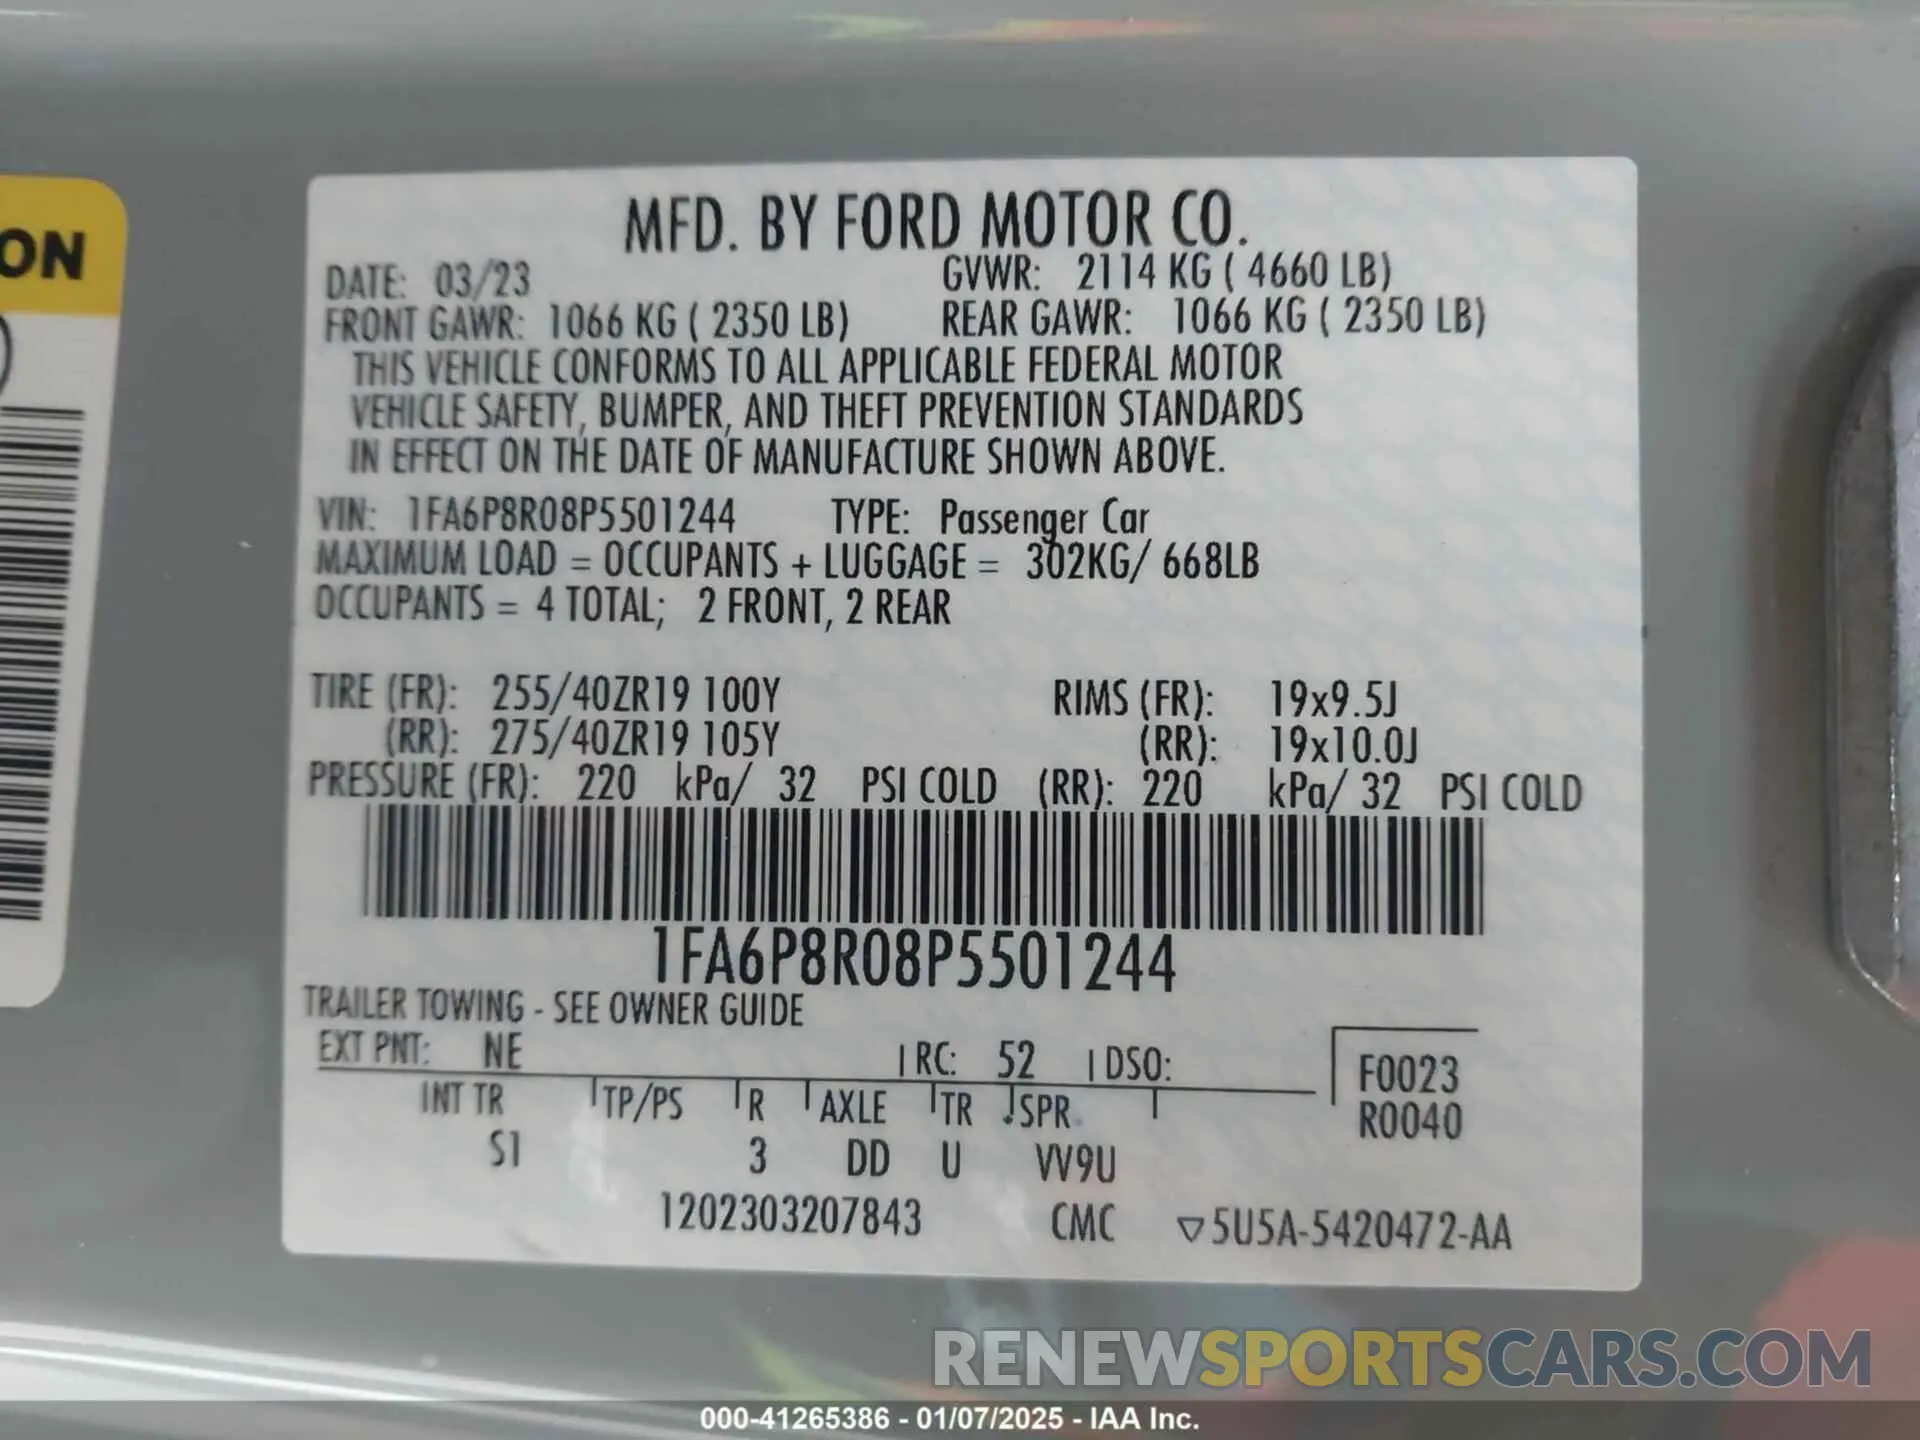 ON
MFD. BY FORD MOTOR CO.
DATE: 03/23 GVWR: 2114 KG ( 4660 LB)
FRONT GAWR: 1066 KG ( 2350 LB) REAR GAWR: 1066 KG ( 2350 LB)
THIS VEHICLE CONFORMS TO ALL APPLICABLE FEDERAL MOTOR
VEHICLE SAFETY, BUMPER, AND THEFT PREVENTION STANDARDS
IN EFFECT ON THE DATE OF MANUFACTURE SHOWN ABOVE.
VIN: 1FA6P8R08P5501244 TYPE: Passenger Car
MAXIMUM LOAD = OCCUPANTS + LUGGAGE = 302KG/ 668LB
OCCUPANTS = 4 TOTAL; 2 FRONT, 2 REAR
TIRE (FR): 255/40ZR19 100Y RIMS (FR): 19x9.5J
(RR): 275/40ZR19 105Y (RR): 19x10.0J
PRESSURE (FR): 220 kPa/ 32 PSI COLD (RR): 220 kPa/ 32 PSI COLD
1FA6P8R08P5501244
TRAILER TOWING - SEE OWNER GUIDE
EXT PNT: NE RC: 52 DSO: F0023
INT TR TP/PS R AXLE TR SPR R0040
S1 3 DD U VV9U
1202303207843 CMC ▽5U5A-5420472-AA
RENEWSPORTSCARS.COM
000-41265386 - 01/07/2025 - IAA Inc.